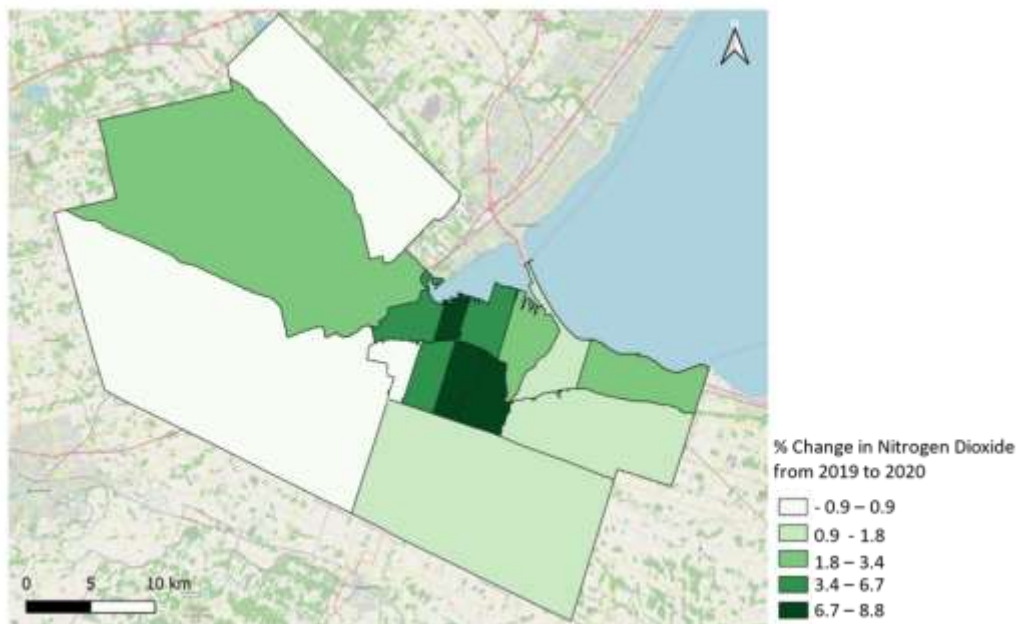 % Change in Nitrogen Dioxide
from 2019 to 2020
- 0.9 – 0.9
0.9 - 1.8
1.8 – 3.4
3.4 – 6.7
6.7 – 8.8
0 5 10 km